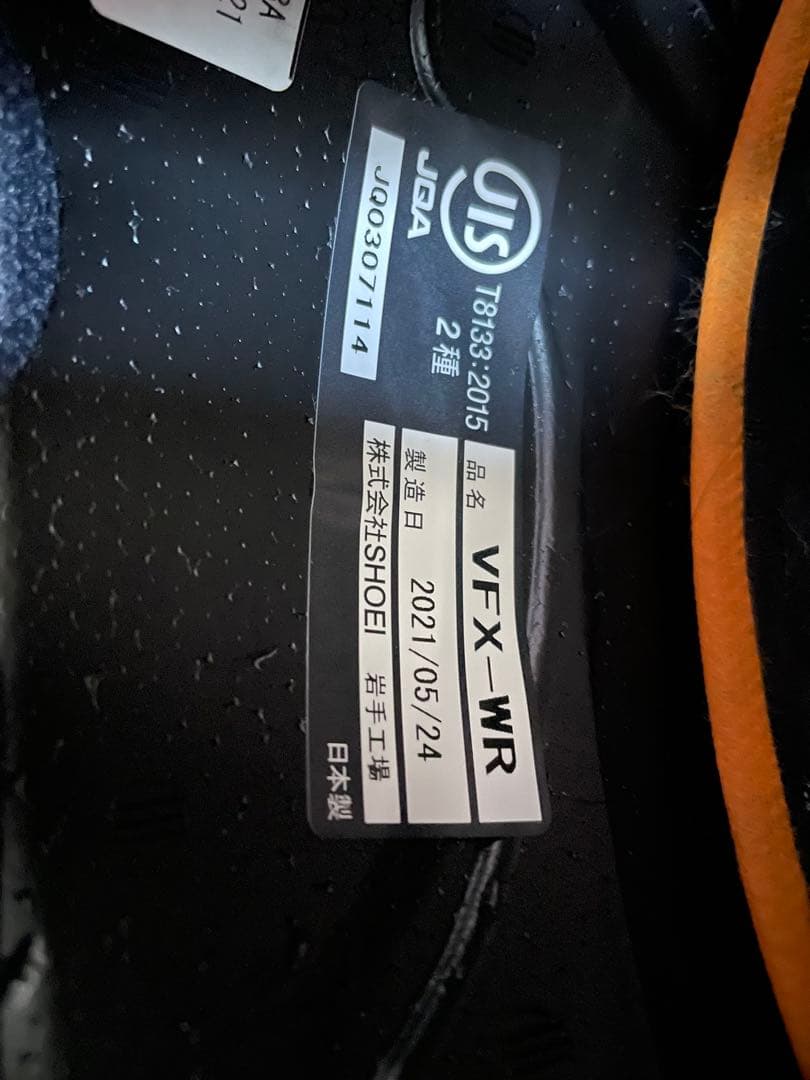 JIS
JQA
JQ0307114
T8133:2015
2種
品名 VFX-WR
製造日 2021/05/24
株式会社SHOEI 岩手工場
日本製
21